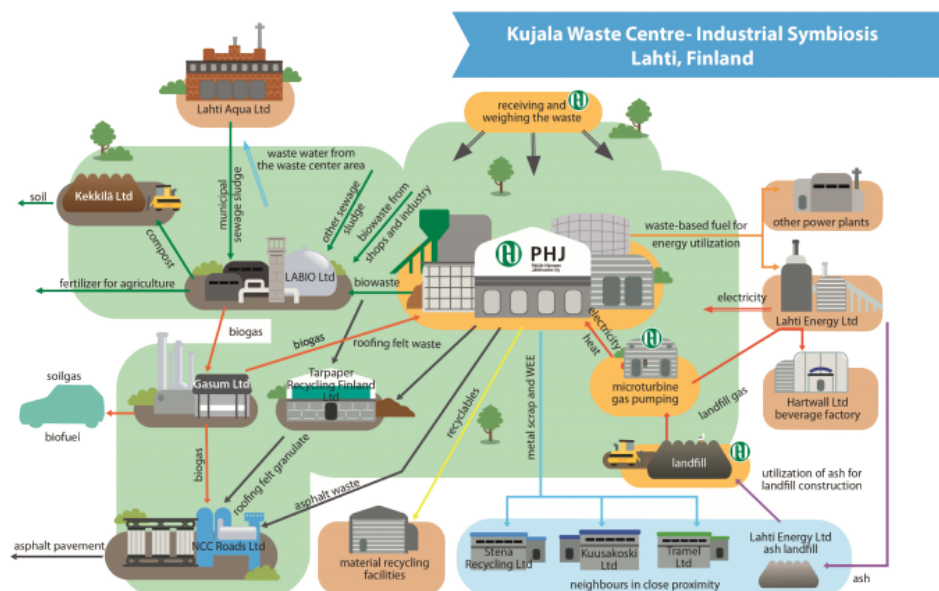 Kujala Waste Centre- Industrial Symbiosis
Lahti, Finland
Lahti Aqua Ltd
receiving and
weighing the waste
waste water from
the waste center area
Kekkilä Ltd
soil
municipal
sewage sludge
other sewage
sludge
biowaste from
shops and industry
compost
LABIO Ltd
biowaste
fertilizer for agriculture
PHJ
waste-based fuel for
energy utilization
other power plants
electricity
Lahti Energy Ltd
biogas
biogas
roofing felt waste
electricity
heat
soilgas
biofuel
Gasum Ltd
Tarpaper
Recycling Finland
Ltd
microturbine
gas pumping
Hartwall Ltd
beverage factory
recyclables
metal scrap and WEE
landfill gas
landfill
biogas
roofing felt granulate
asphalt waste
utilization of ash for
landfill construction
asphalt pavement
NCC Roads Ltd
material recycling
facilities
Stena
Recycling Ltd
Kuusakoski
Ltd
Tramel
Ltd
Lahti Energy Ltd
ash landfill
neighbours in close proximity
ash